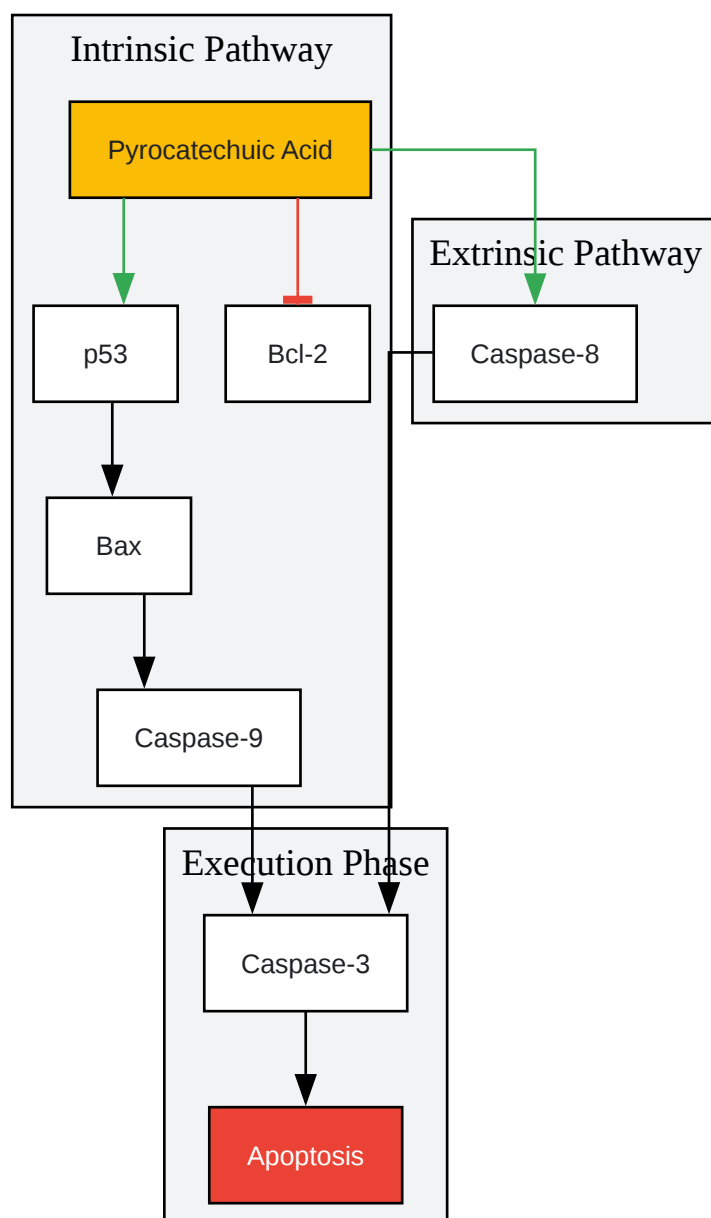 Intrinsic Pathway
Pyrocatechuic Acid
Extrinsic Pathway
p53
Bcl-2
Caspase-8
Bax
Caspase-9
Execution Phase
Caspase-3
Apoptosis